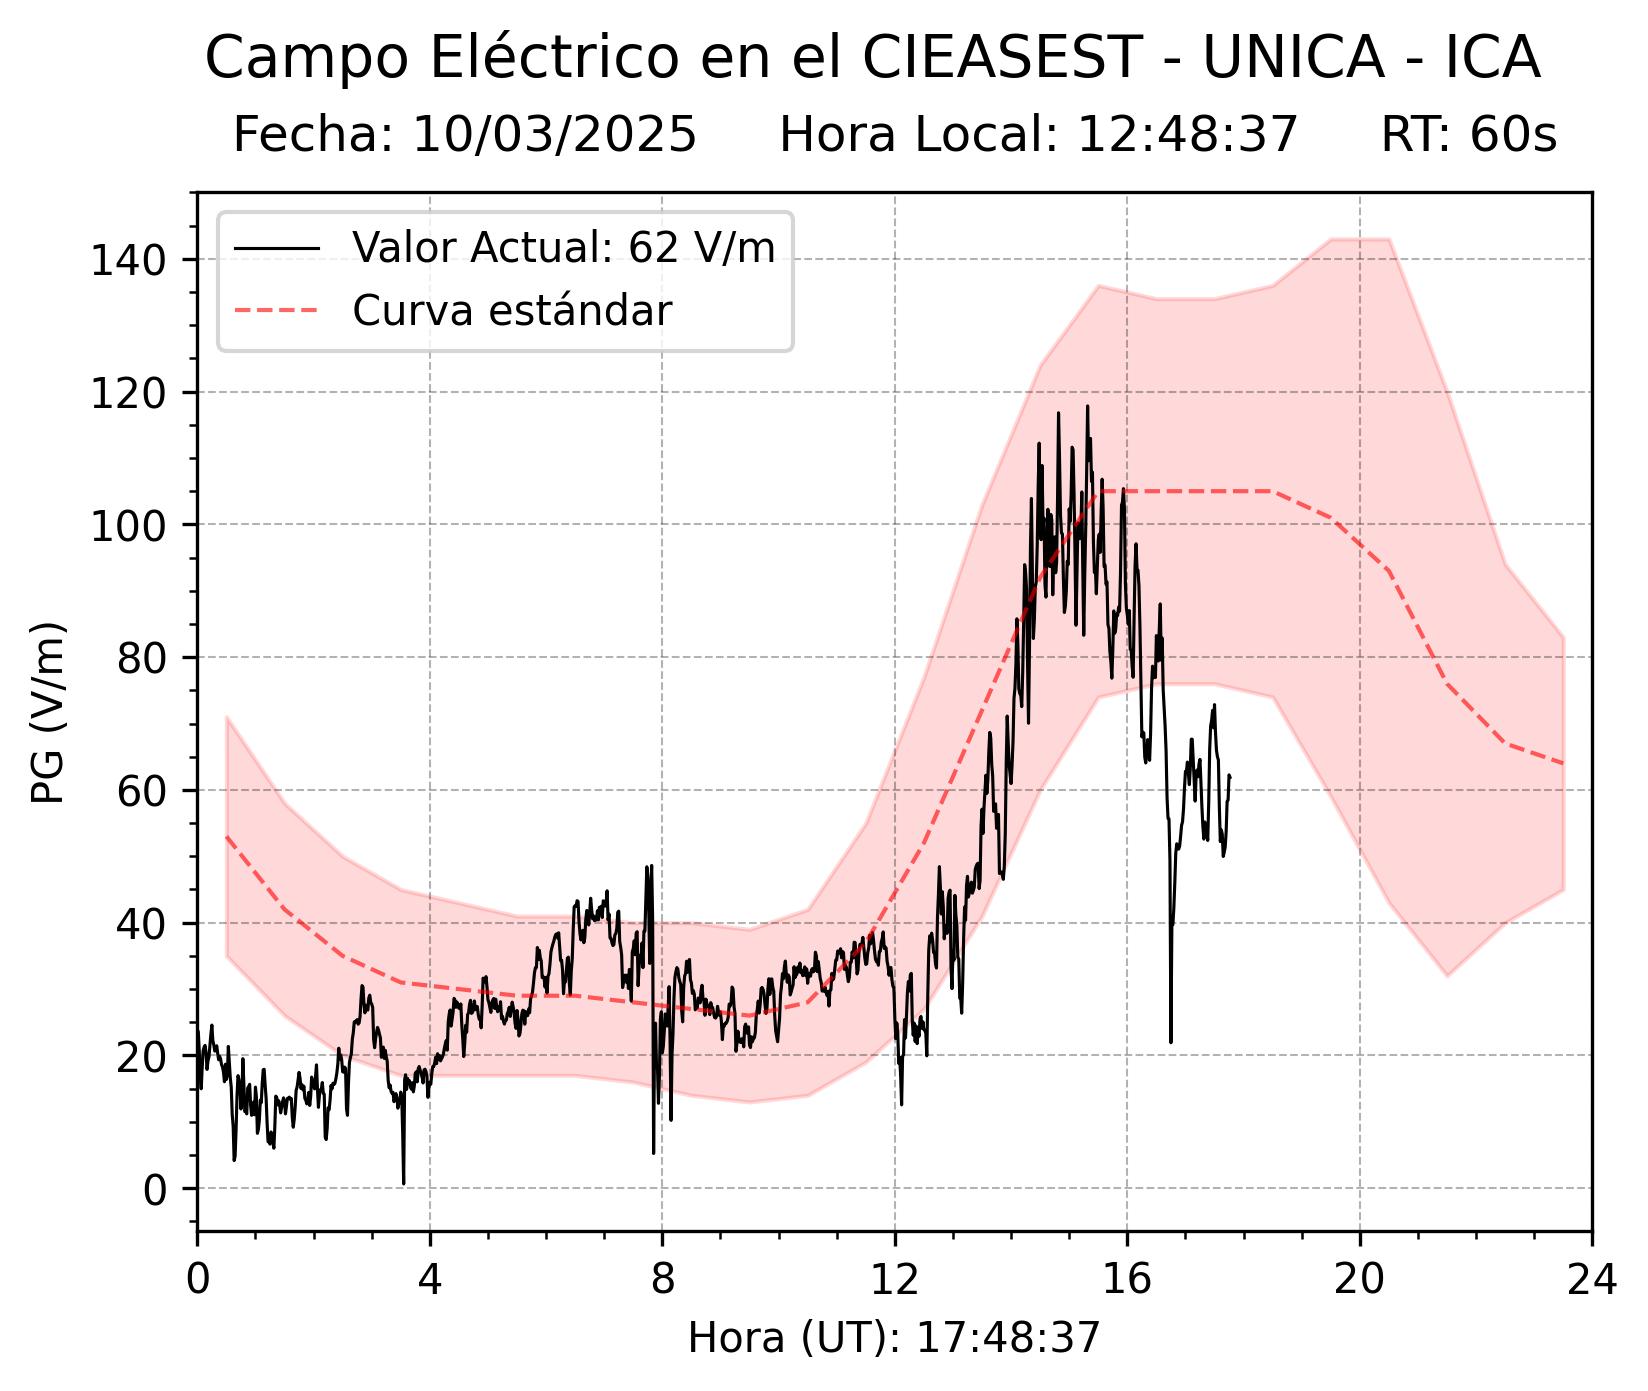 Campo Eléctrico en el CIEASEST - UNICA - ICA
Fecha: 10/03/2025 Hora Local: 12:48:37 RT: 60s
Valor Actual: 62 V/m
Curva estándar
140
120
100
80
60
40
20
0
PG (V/m)
0 4 8 12 16 20 24
Hora (UT): 17:48:37